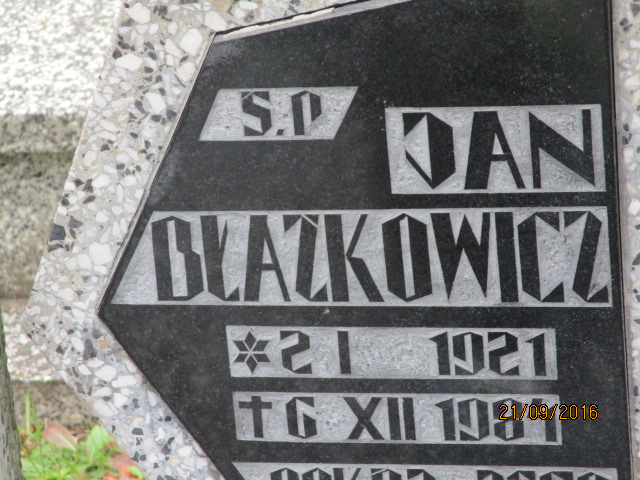 Ś.P JAN
BŁAŻKOWICZ
✶ 2 I 1921
† 6 XII 1981
21/09/2016